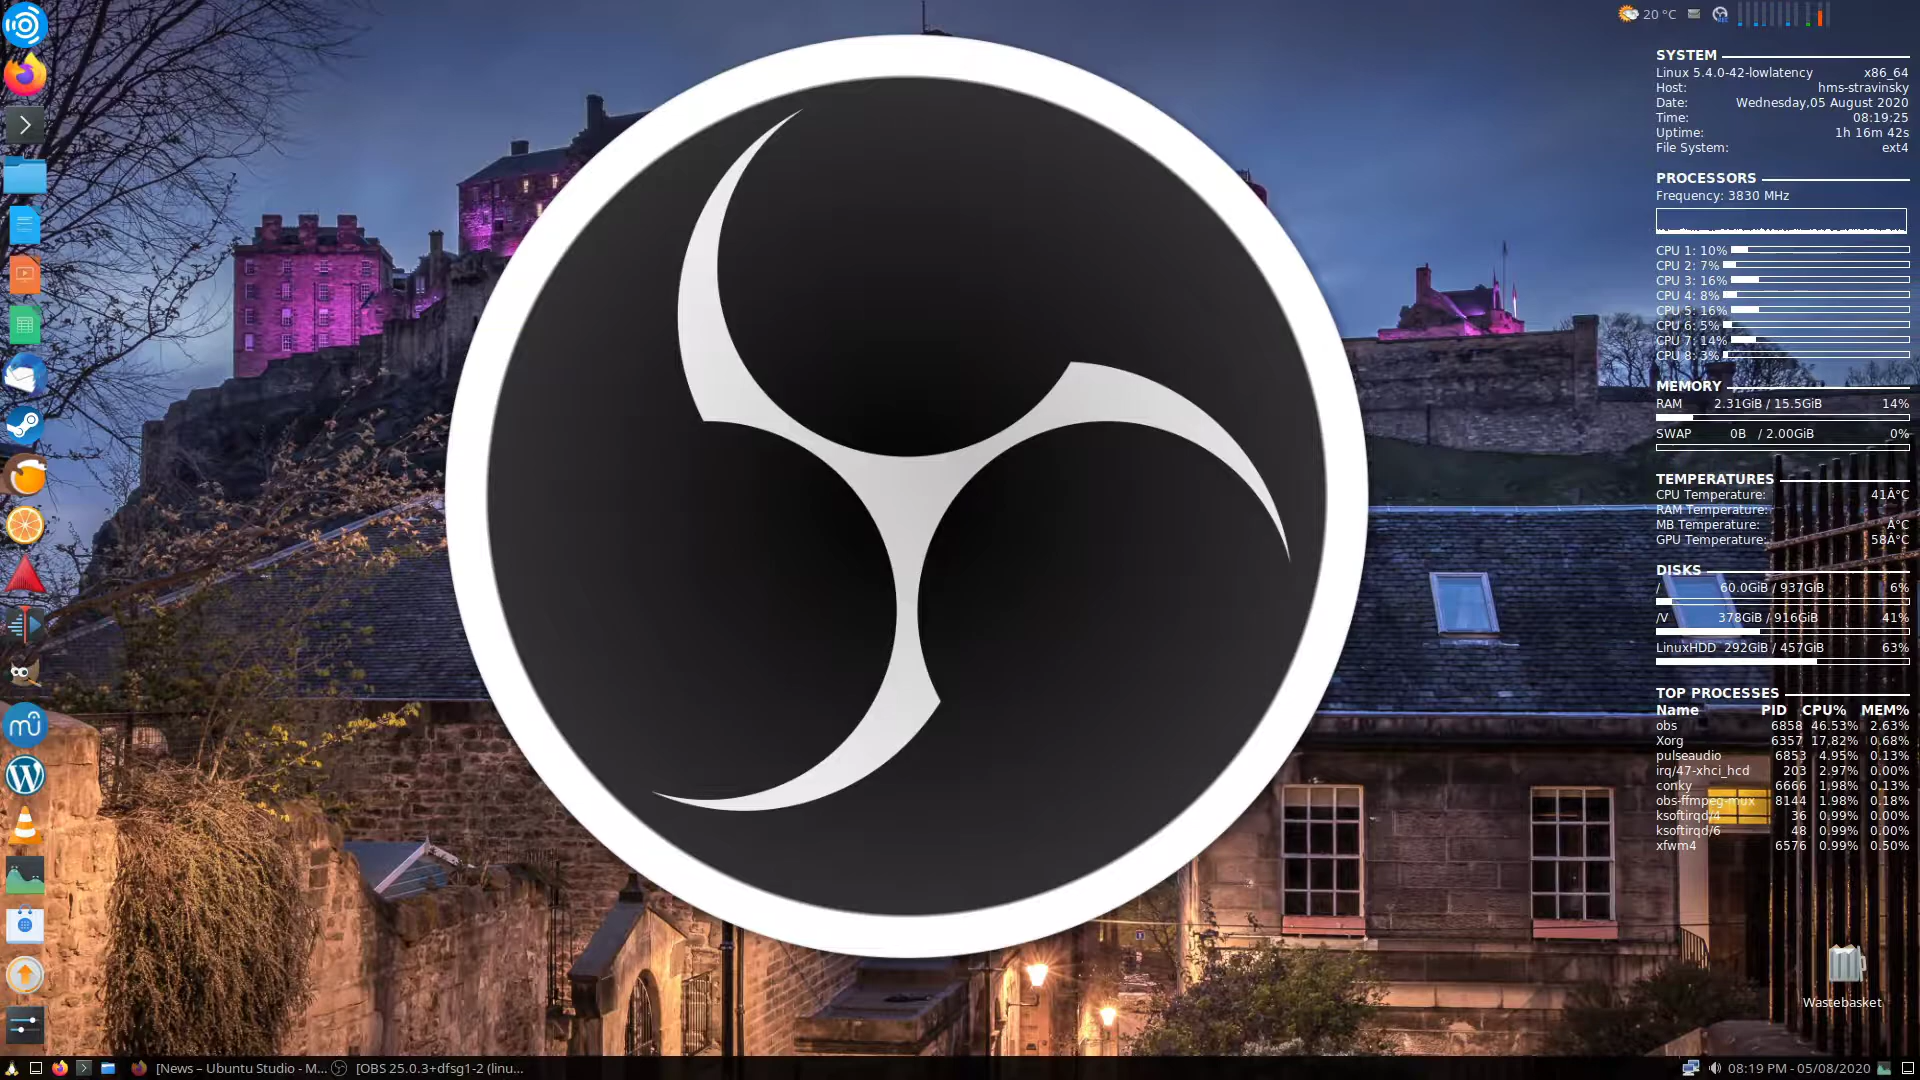 20 °C
SYSTEM
Linux 5.4.0-42-lowlatency x86_64
Host: hms-stravinsky
Date: Wednesday,05 August 2020
Time: 08:19:25
Uptime: 1h 16m 42s
File System: ext4
PROCESSORS
Frequency: 3830 MHz
CPU 1: 10%
CPU 2: 7%
CPU 3: 16%
CPU 4: 8%
CPU 5: 16%
CPU 6: 5%
CPU 7: 14%
CPU 8: 3%
MEMORY
RAM 2.31GiB / 15.5GiB 14%
SWAP 0B / 2.00GiB 0%
TEMPERATURES
CPU Temperature: 41Â°C
RAM Temperature:
MB Temperature: Â°C
GPU Temperature: 58Â°C
DISKS
/ 60.0GiB / 937GiB 6%
/V 378GiB / 916GiB 41%
LinuxHDD 292GiB / 457GiB 63%
TOP PROCESSES
Name PID CPU% MEM%
obs 6858 46.53% 2.63%
Xorg 6357 17.82% 0.68%
pulseaudio 6853 4.95% 0.13%
irq/47-xhci_hcd 203 2.97% 0.00%
conky 6666 1.98% 0.13%
obs-ffmpeg-mux 8144 1.98% 0.18%
ksoftirqd/4 36 0.99% 0.00%
ksoftirqd/6 48 0.99% 0.00%
xfwm4 6576 0.99% 0.50%
Wastebasket
[News – Ubuntu Studio - M... [OBS 25.0.3+dfsg1-2 (linu... 08:19 PM - 05/08/2020